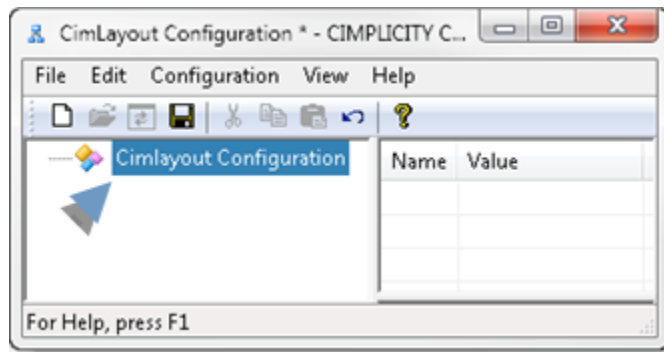 CimLayout Configuration * - CIMPLICITY C...
File Edit Configuration View Help
Cimlayout Configuration
Name Value
For Help, press F1